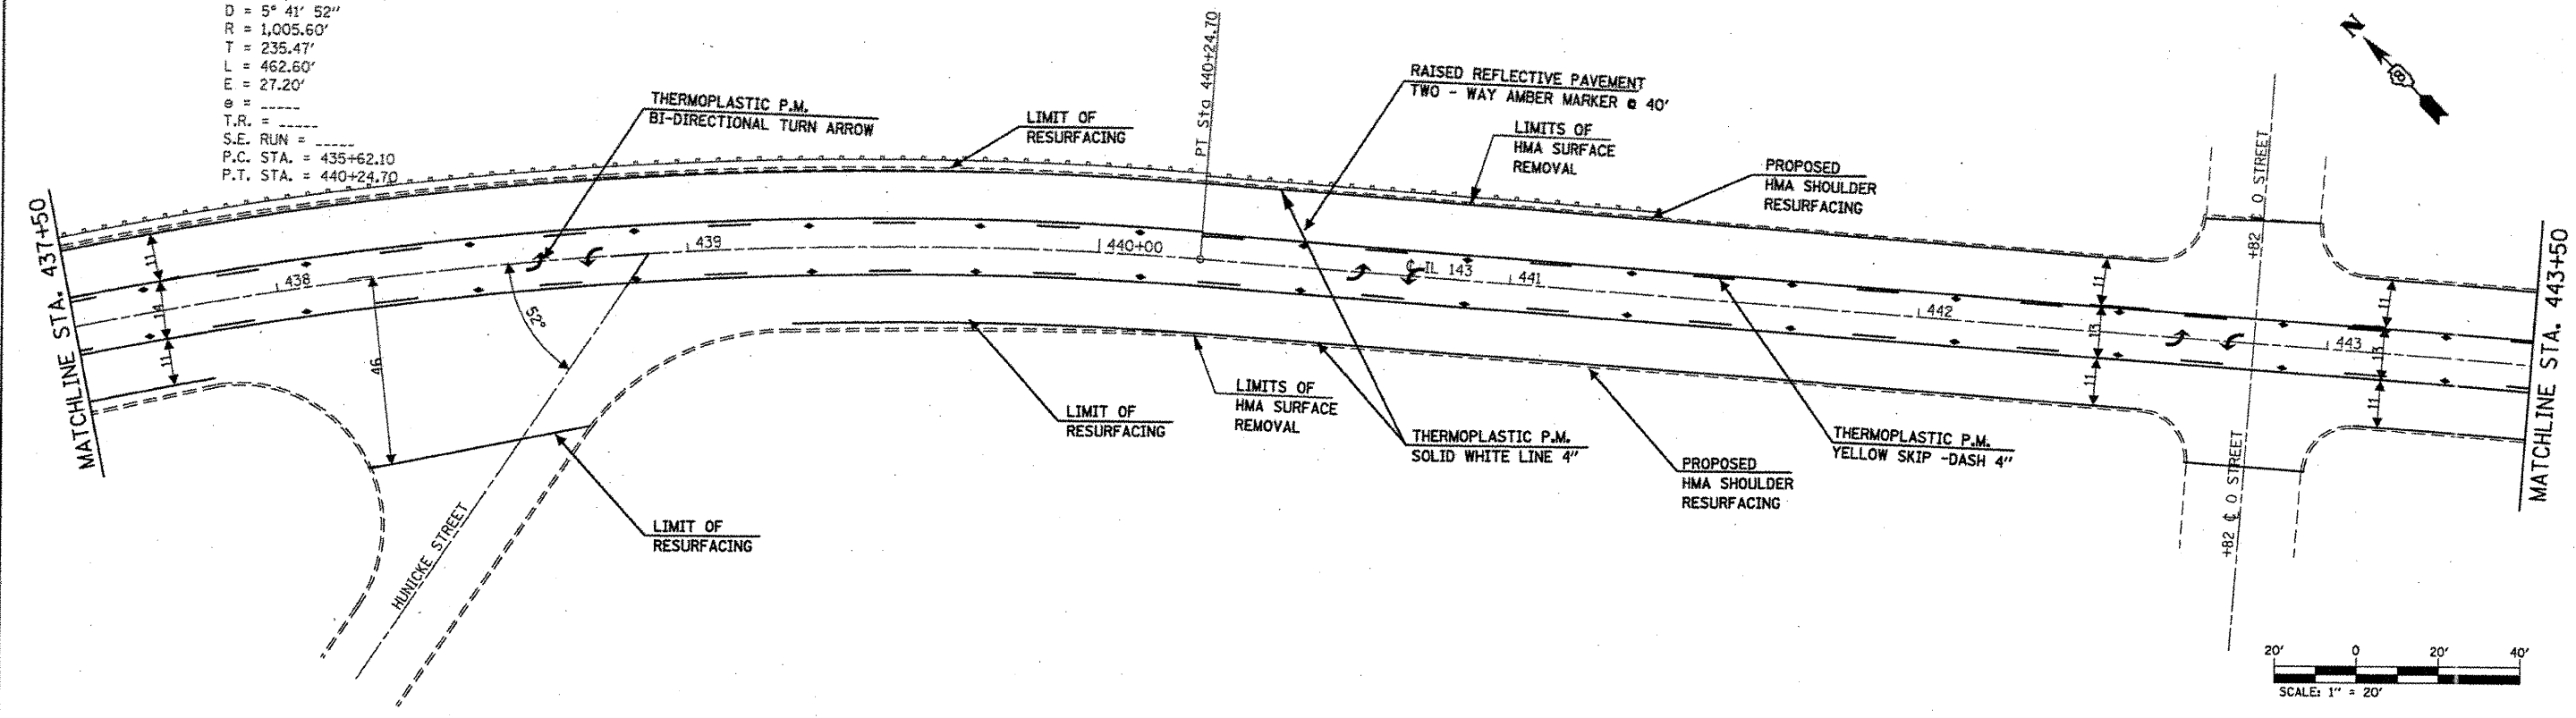 D = 5° 41' 52"
R = 1,005.60'
T = 235.47'
L = 462.60'
E = 27.20'
e = _____
T.R. = _____
S.E. RUN = _____
P.C. STA. = 435+62.10
P.T. STA. = 440+24.70
THERMOPLASTIC P.M.
BI-DIRECTIONAL TURN ARROW
LIMIT OF
RESURFACING
PT Sta 440+24.70
RAISED REFLECTIVE PAVEMENT
TWO - WAY AMBER MARKER @ 40'
LIMITS OF
HMA SURFACE
REMOVAL
PROPOSED
HMA SHOULDER
RESURFACING
+82 ℄ O STREET
N
8
MATCHLINE STA. 437+50
11
14
11
438
46
52°
439
440+00
℄ IL 143
441
442
443
11
13
11
11
13
11
MATCHLINE STA. 443+50
HUNICKE STREET
LIMIT OF
RESURFACING
LIMIT OF
RESURFACING
LIMITS OF
HMA SURFACE
REMOVAL
THERMOPLASTIC P.M.
SOLID WHITE LINE 4"
PROPOSED
HMA SHOULDER
RESURFACING
THERMOPLASTIC P.M.
YELLOW SKIP -DASH 4"
+82 ℄ O STREET
20' 0 20' 40'
SCALE: 1" = 20'